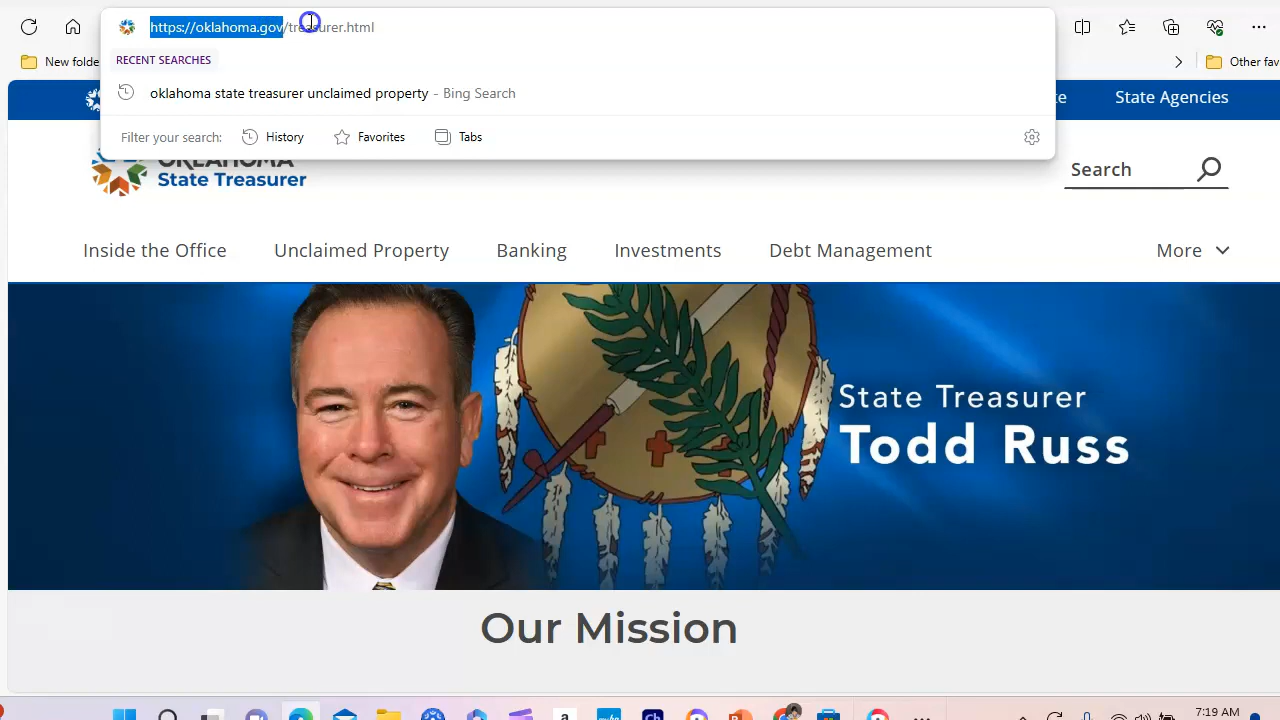 https://oklahoma.gov/treasurer.html
RECENT SEARCHES
oklahoma state treasurer unclaimed property - Bing Search
Filter your search: History Favorites Tabs
New folde
Other fav
State Agencies
OKLAHOMA
State Treasurer
Search
Inside the Office Unclaimed Property Banking Investments Debt Management More
State Treasurer
Todd Russ
Our Mission
7:19 AM